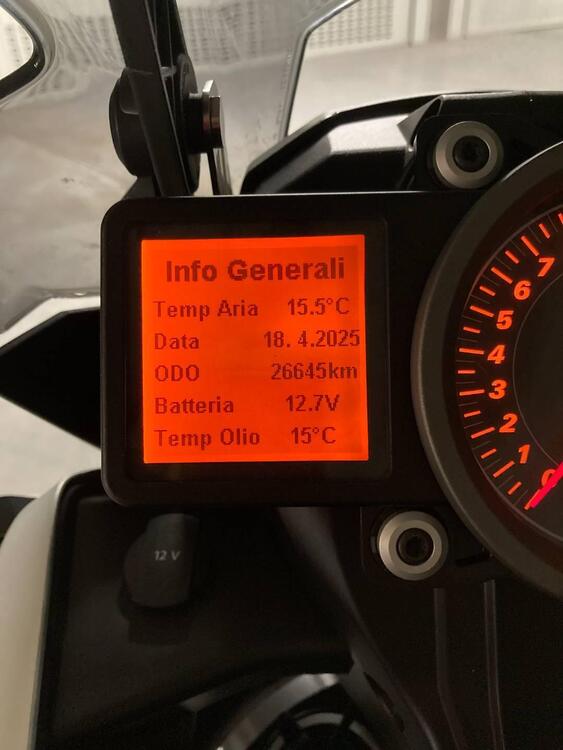 Info Generali
Temp Aria 15.5°C
Data 18. 4.2025
ODO 26645km
Batteria 12.7V
Temp Olio 15°C
7
6
5
4
3
2
1
0
12 V